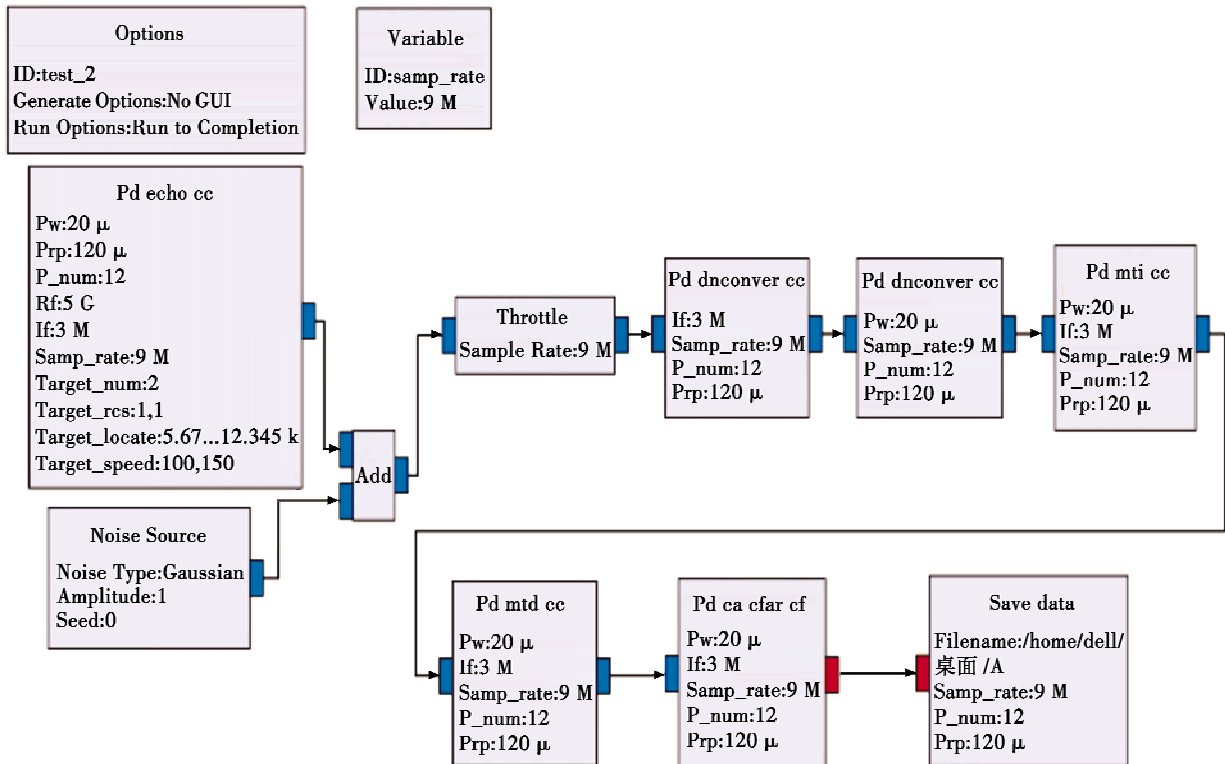 Options
ID:test_2
Generate Options:No GUI
Run Options:Run to Completion
Variable
ID:samp_rate
Value:9 M
Pd echo cc
Pw:20 μ
Prp:120 μ
P_num:12
Rf:5 G
If:3 M
Samp_rate:9 M
Target_num:2
Target_rcs:1,1
Target_locate:5.67...12.345 k
Target_speed:100,150
Noise Source
Noise Type:Gaussian
Amplitude:1
Seed:0
Add
Throttle
Sample Rate:9 M
Pd dnconver cc
If:3 M
Samp_rate:9 M
P_num:12
Prp:120 μ
Pd dnconver cc
Pw:20 μ
Samp_rate:9 M
P_num:12
Prp:120 μ
Pd mti cc
Pw:20 μ
If:3 M
Samp_rate:9 M
P_num:12
Prp:120 μ
Pd mtd cc
Pw:20 μ
If:3 M
Samp_rate:9 M
P_num:12
Prp:120 μ
Pd ca cfar cf
Pw:20 μ
If:3 M
Samp_rate:9 M
P_num:12
Prp:120 μ
Save data
Filename:/home/dell/
桌面 /A
Samp_rate:9 M
P_num:12
Prp:120 μ